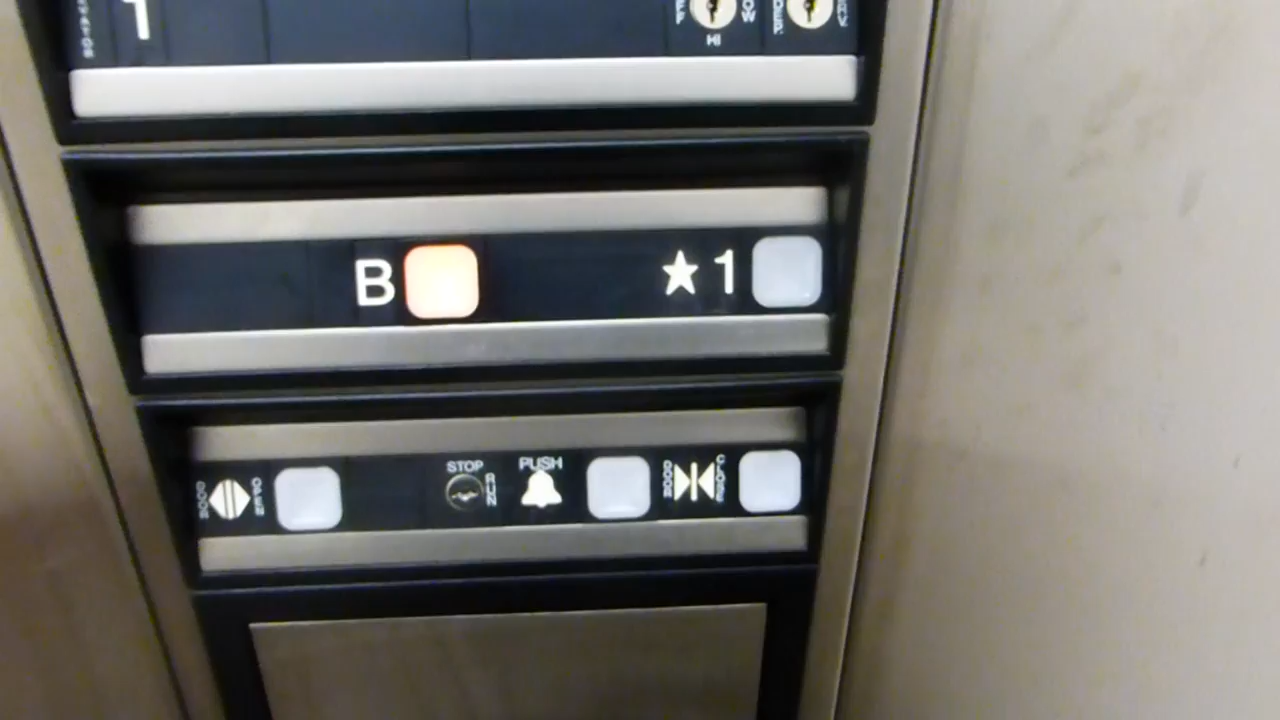 HI
B
★ 1
DOOR OPEN
STOP RUN
PUSH
DOOR CLOSE